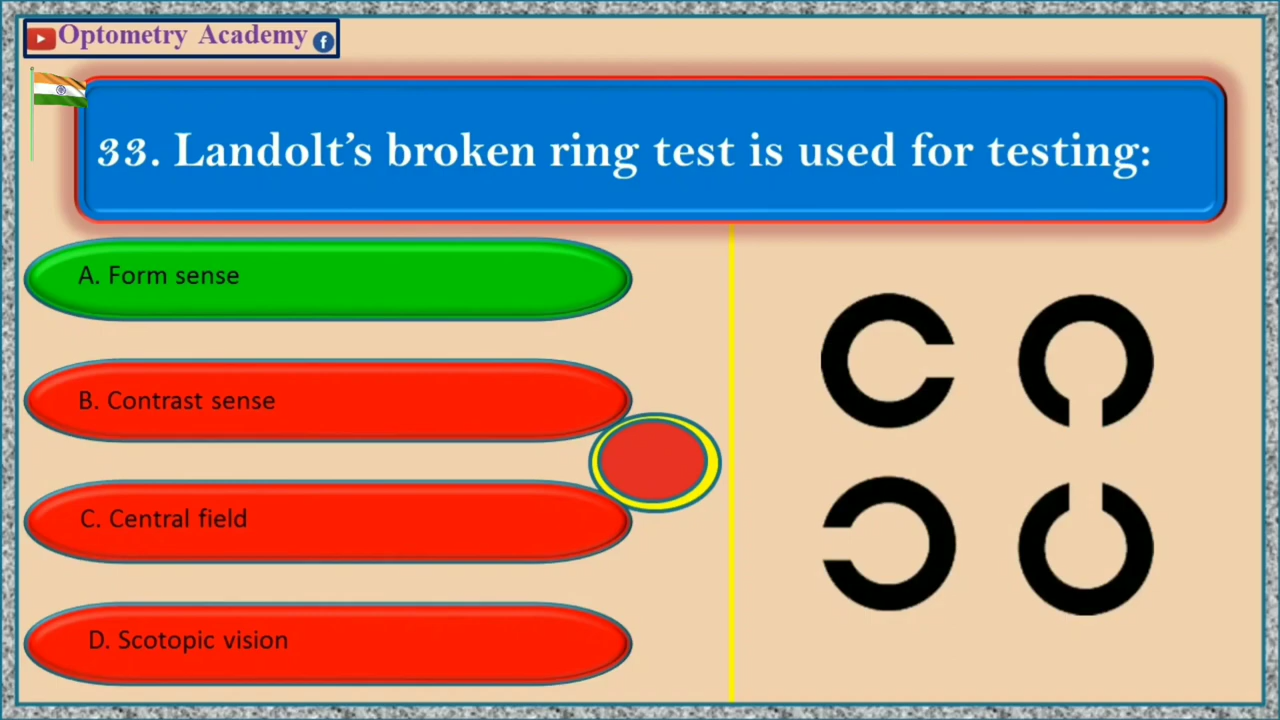 Optometry Academy
33. Landolt’s broken ring test is used for testing:
A. Form sense
B. Contrast sense
C. Central field
D. Scotopic vision